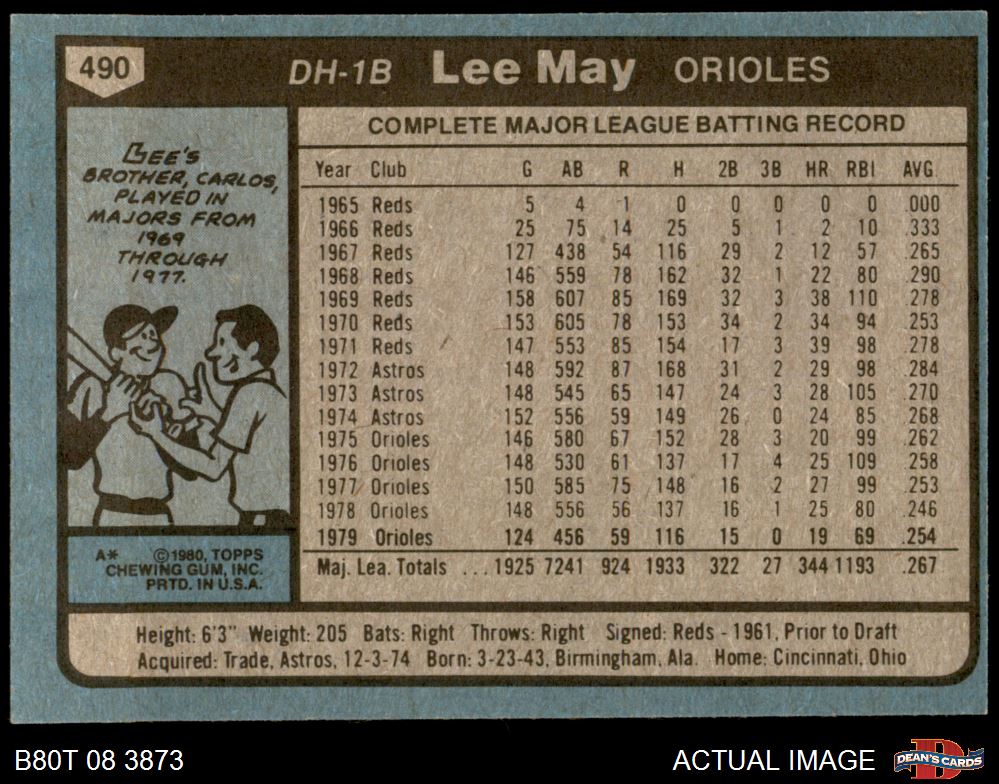 490 DH-1B Lee May ORIOLES
LEE'S
BROTHER, CARLOS,
PLAYED IN
MAJORS FROM
1969
THROUGH
1977.
A* ©1980, TOPPS
CHEWING GUM, INC.
PRTD. IN U.S.A.
COMPLETE MAJOR LEAGUE BATTING RECORD
Year Club G AB R H 2B 3B HR RBI AVG.
1965 Reds 5 4 1 0 0 0 0 0 .000
1966 Reds 25 75 14 25 5 1 2 10 .333
1967 Reds 127 438 54 116 29 2 12 57 .265
1968 Reds 146 559 78 162 32 1 22 80 .290
1969 Reds 158 607 85 169 32 3 38 110 .278
1970 Reds 153 605 78 153 34 2 34 94 .253
1971 Reds 147 553 85 154 17 3 39 98 .278
1972 Astros 148 592 87 168 31 2 29 98 .284
1973 Astros 148 545 65 147 24 3 28 105 .270
1974 Astros 152 556 59 149 26 0 24 85 .268
1975 Orioles 146 580 67 152 28 3 20 99 .262
1976 Orioles 148 530 61 137 17 4 25 109 .258
1977 Orioles 150 585 75 148 16 2 27 99 .253
1978 Orioles 148 556 56 137 16 1 25 80 .246
1979 Orioles 124 456 59 116 15 0 19 69 .254
Maj. Lea. Totals ...1925 7241 924 1933 322 27 344 1193 .267
Height: 6'3" Weight: 205 Bats: Right Throws: Right Signed: Reds - 1961, Prior to Draft
Acquired: Trade, Astros, 12-3-74 Born: 3-23-43, Birmingham, Ala. Home: Cincinnati, Ohio
B80T 08 3873 ACTUAL IMAGE DEAN'S CARDS